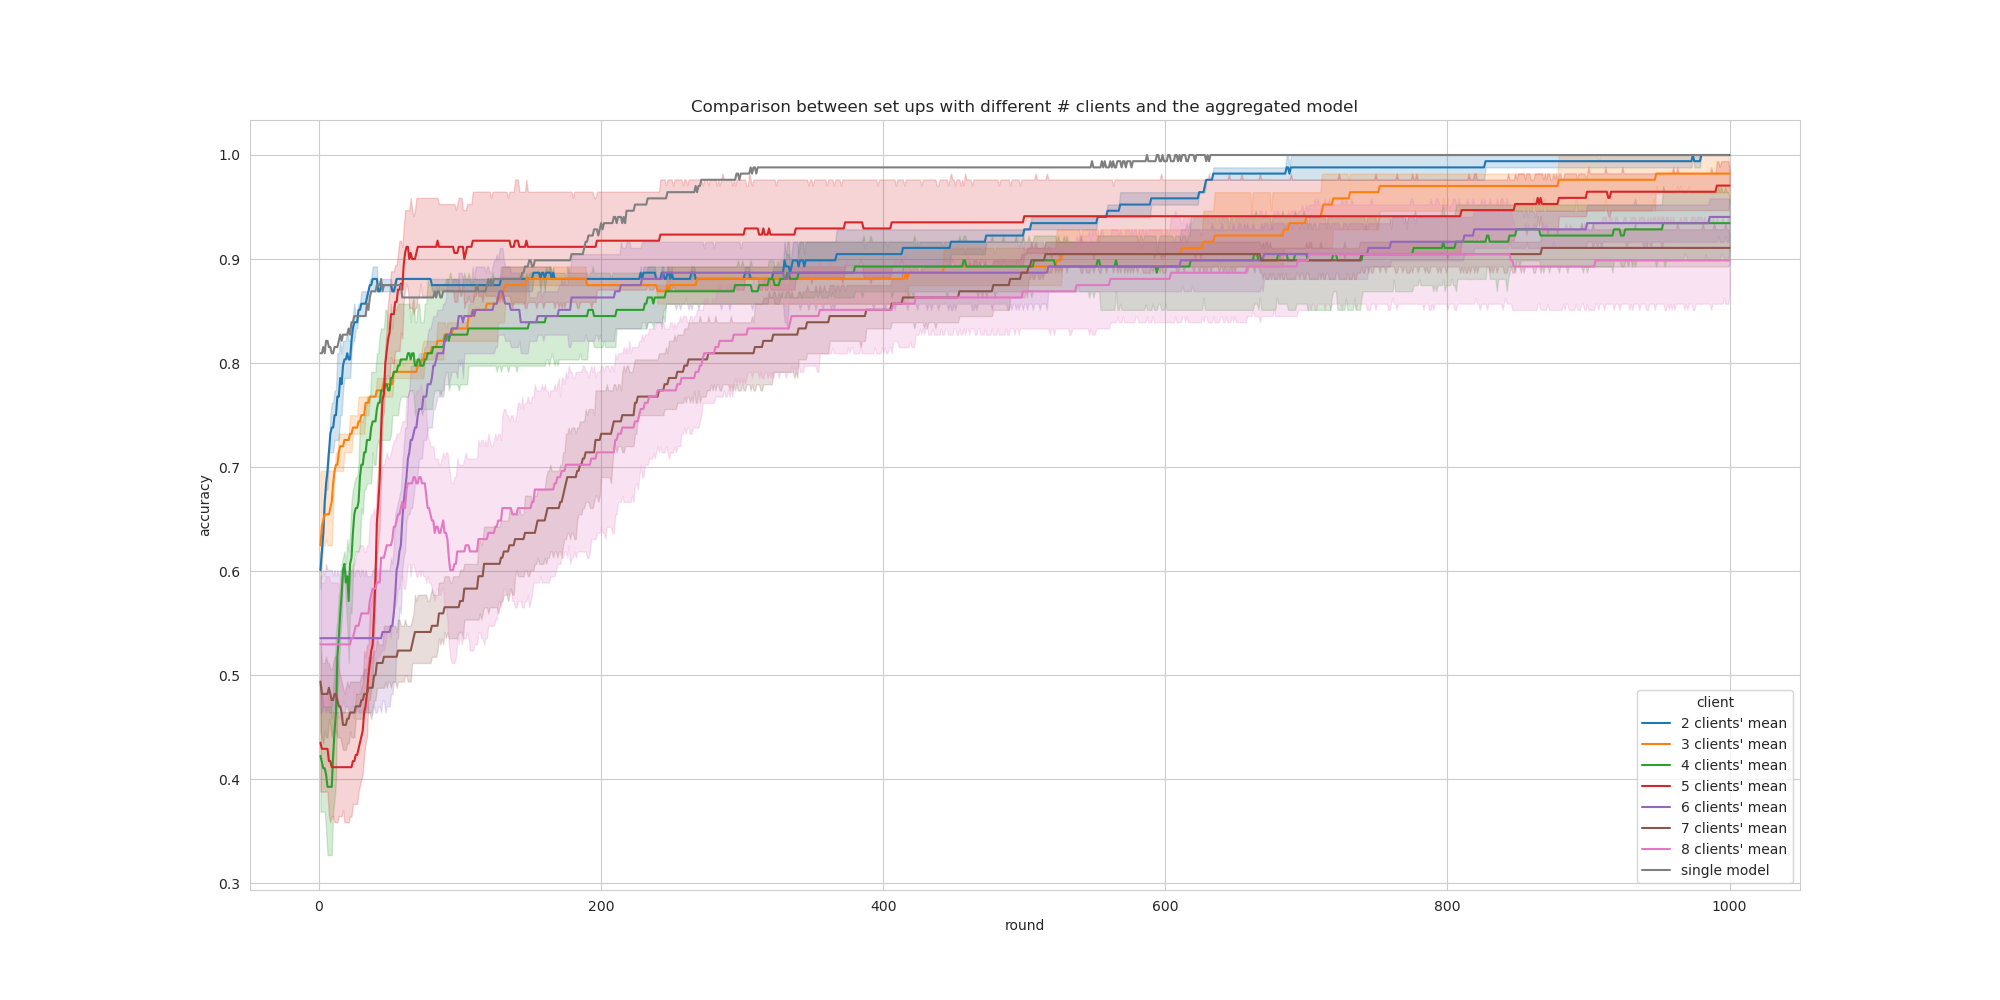 Comparison between set ups with different # clients and the aggregated model
1.0
0.9
0.8
0.7
0.6
0.5
0.4
0.3
accuracy
0 200 400 600 800 1000
round
client
2 clients' mean
3 clients' mean
4 clients' mean
5 clients' mean
6 clients' mean
7 clients' mean
8 clients' mean
single model